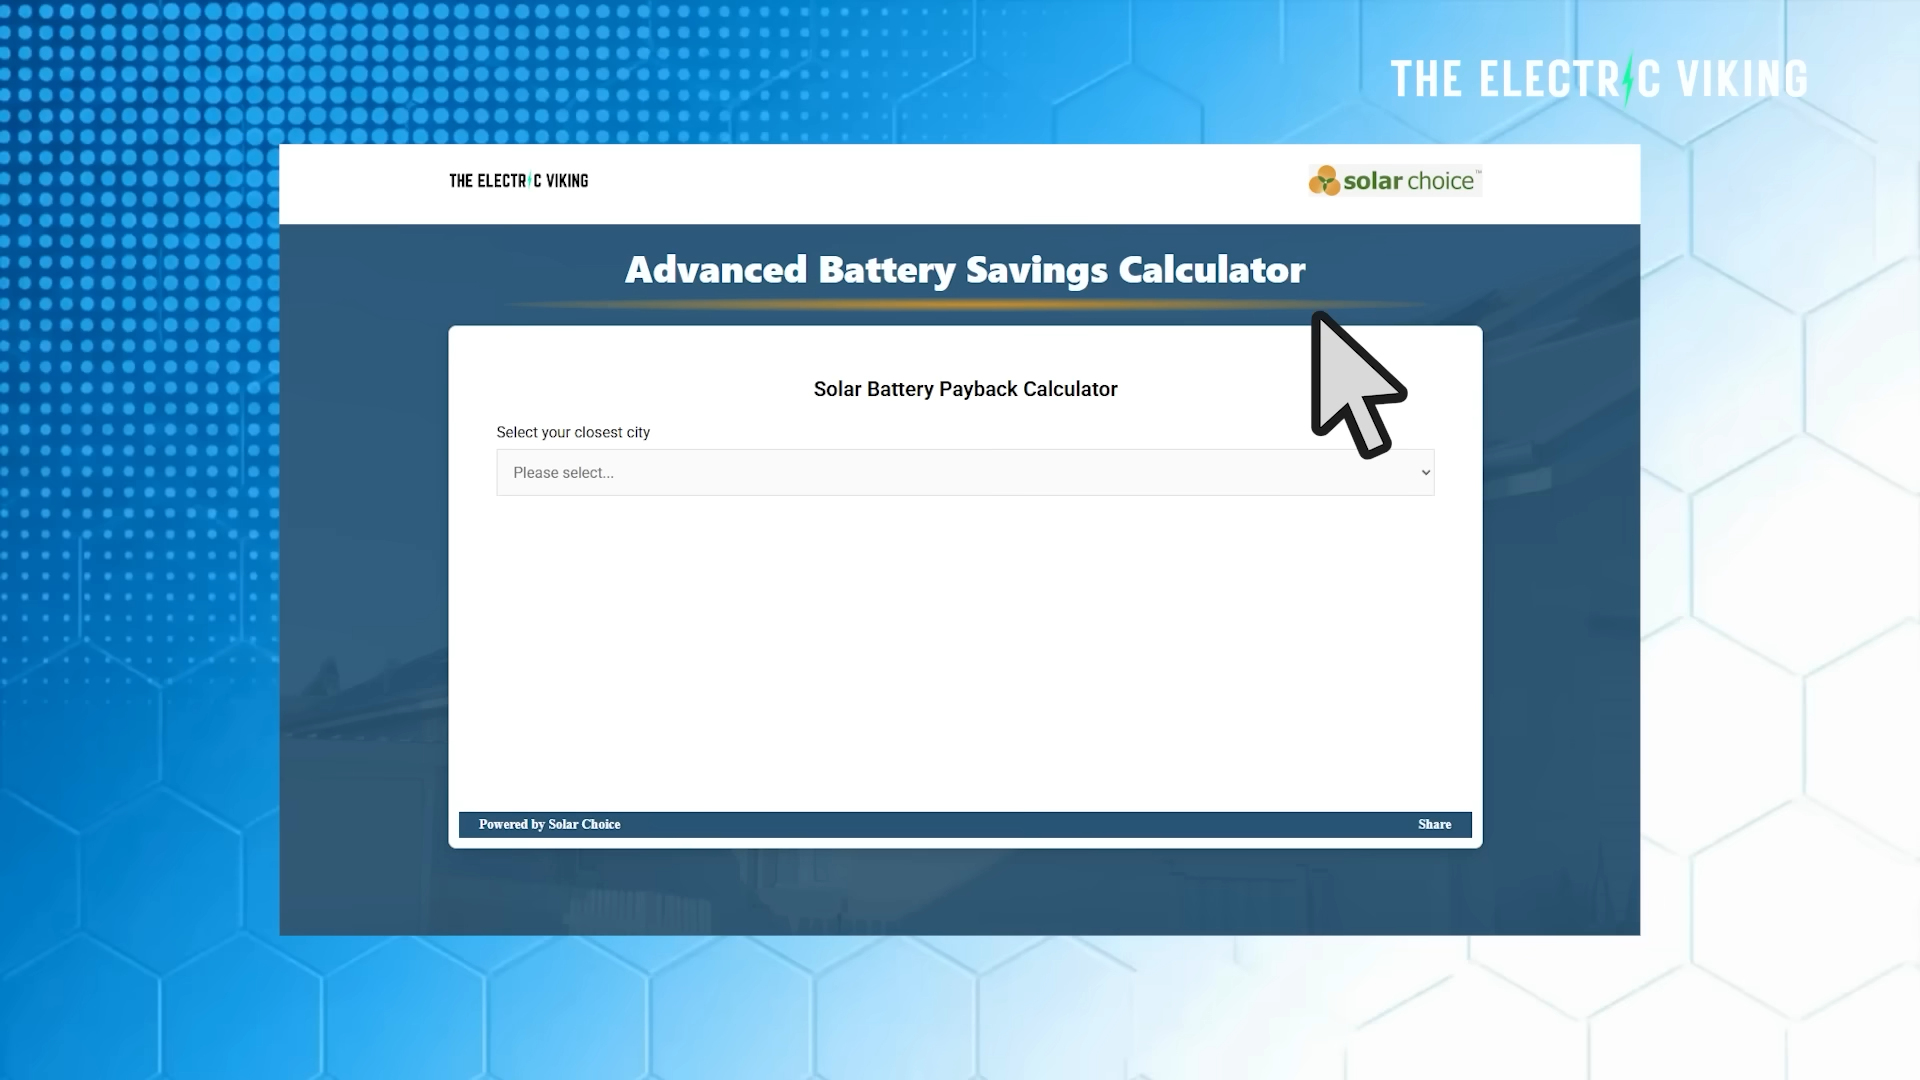 THE ELECTRIC VIKING
THE ELECTRIC VIKING
solar choice™
Advanced Battery Savings Calculator
Solar Battery Payback Calculator
Select your closest city
Please select...
Powered by Solar Choice
Share